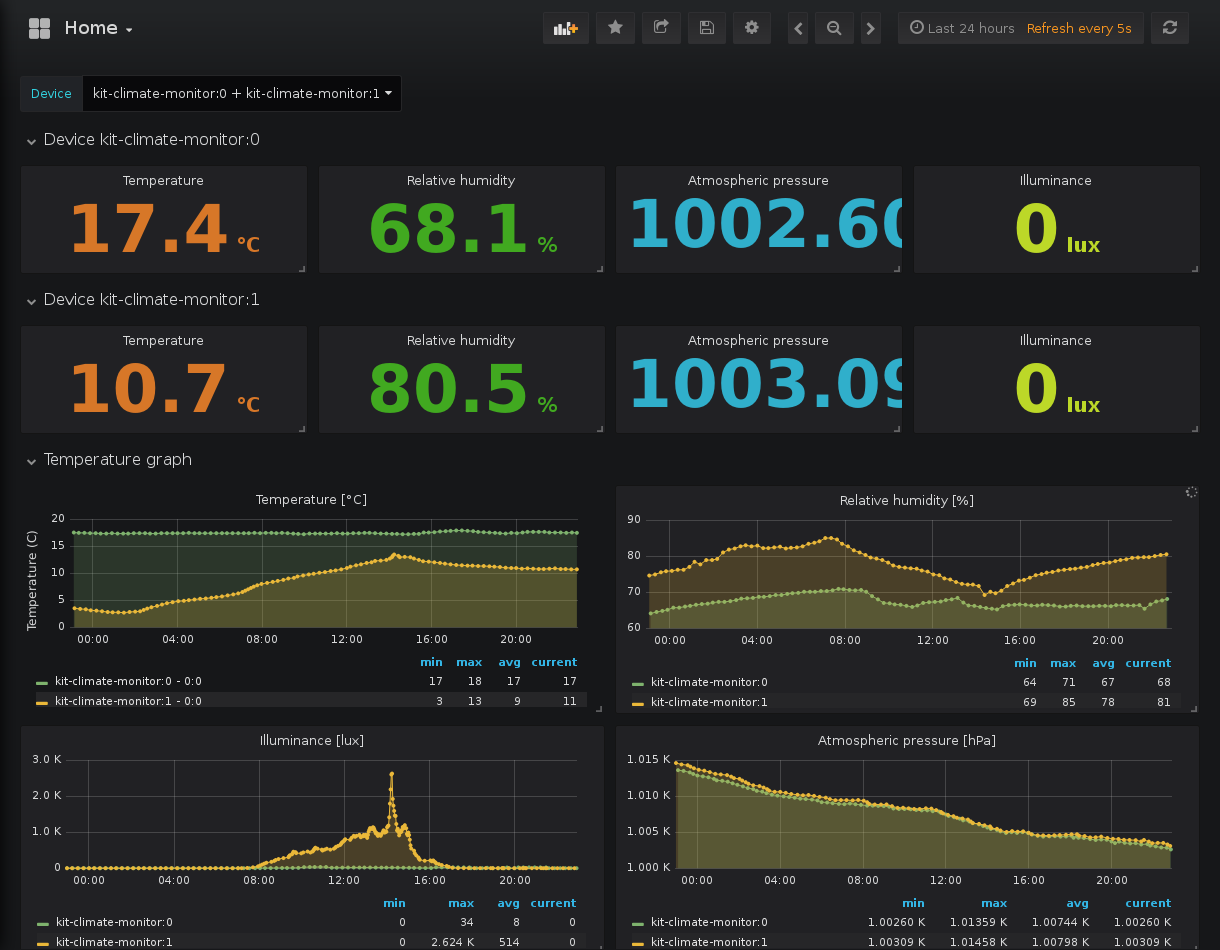 Home
Last 24 hours Refresh every 5s
Device kit-climate-monitor:0 + kit-climate-monitor:1
Device kit-climate-monitor:0
Temperature Relative humidity Atmospheric pressure Illuminance
17.4 °C 68.1 % 1002.60 0 lux
Device kit-climate-monitor:1
Temperature Relative humidity Atmospheric pressure Illuminance
10.7 °C 80.5 % 1003.09 0 lux
Temperature graph
Temperature [°C]
Temperature (C)
20
15
10
5
0
00:00 04:00 08:00 12:00 16:00 20:00
min max avg current
kit-climate-monitor:0 - 0:0 17 18 17 17
kit-climate-monitor:1 - 0:0 3 13 9 11
Relative humidity [%]
90
80
70
60
00:00 04:00 08:00 12:00 16:00 20:00
min max avg current
kit-climate-monitor:0 64 71 67 68
kit-climate-monitor:1 69 85 78 81
Illuminance [lux]
3.0 K
2.0 K
1.0 K
0
00:00 04:00 08:00 12:00 16:00 20:00
min max avg current
kit-climate-monitor:0 0 34 8 0
kit-climate-monitor:1 0 2.624 K 514 0
Atmospheric pressure [hPa]
1.015 K
1.010 K
1.005 K
1.000 K
00:00 04:00 08:00 12:00 16:00 20:00
min max avg current
kit-climate-monitor:0 1.00260 K 1.01359 K 1.00744 K 1.00260 K
kit-climate-monitor:1 1.00309 K 1.01458 K 1.00798 K 1.00309 K